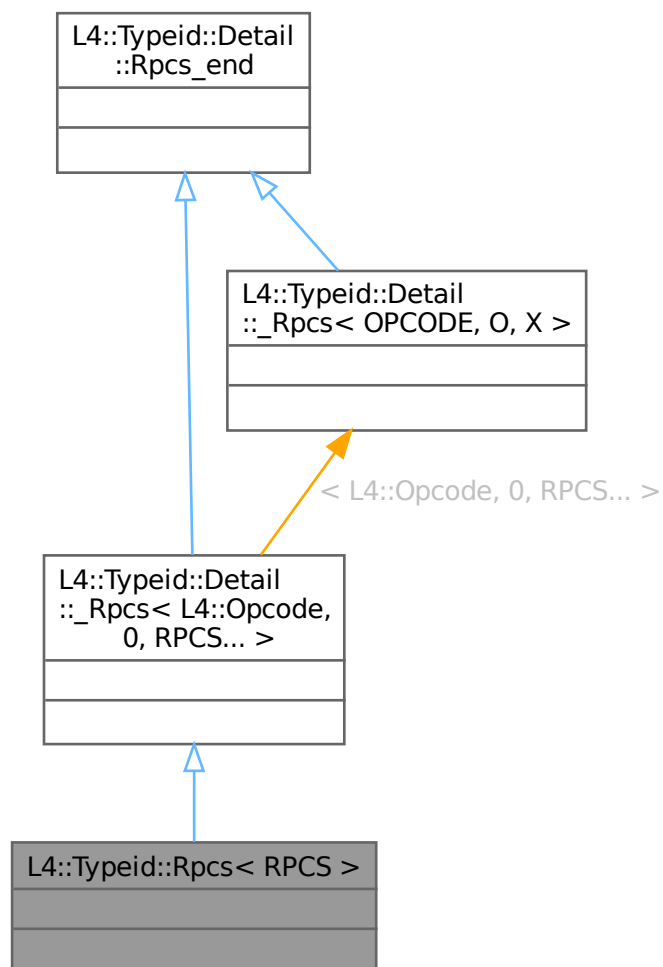 L4::Typeid::Detail
::Rpcs_end
L4::Typeid::Detail
::_Rpcs< OPCODE, O, X >
< L4::Opcode, 0, RPCS... >
L4::Typeid::Detail
::_Rpcs< L4::Opcode,
0, RPCS... >
L4::Typeid::Rpcs< RPCS >